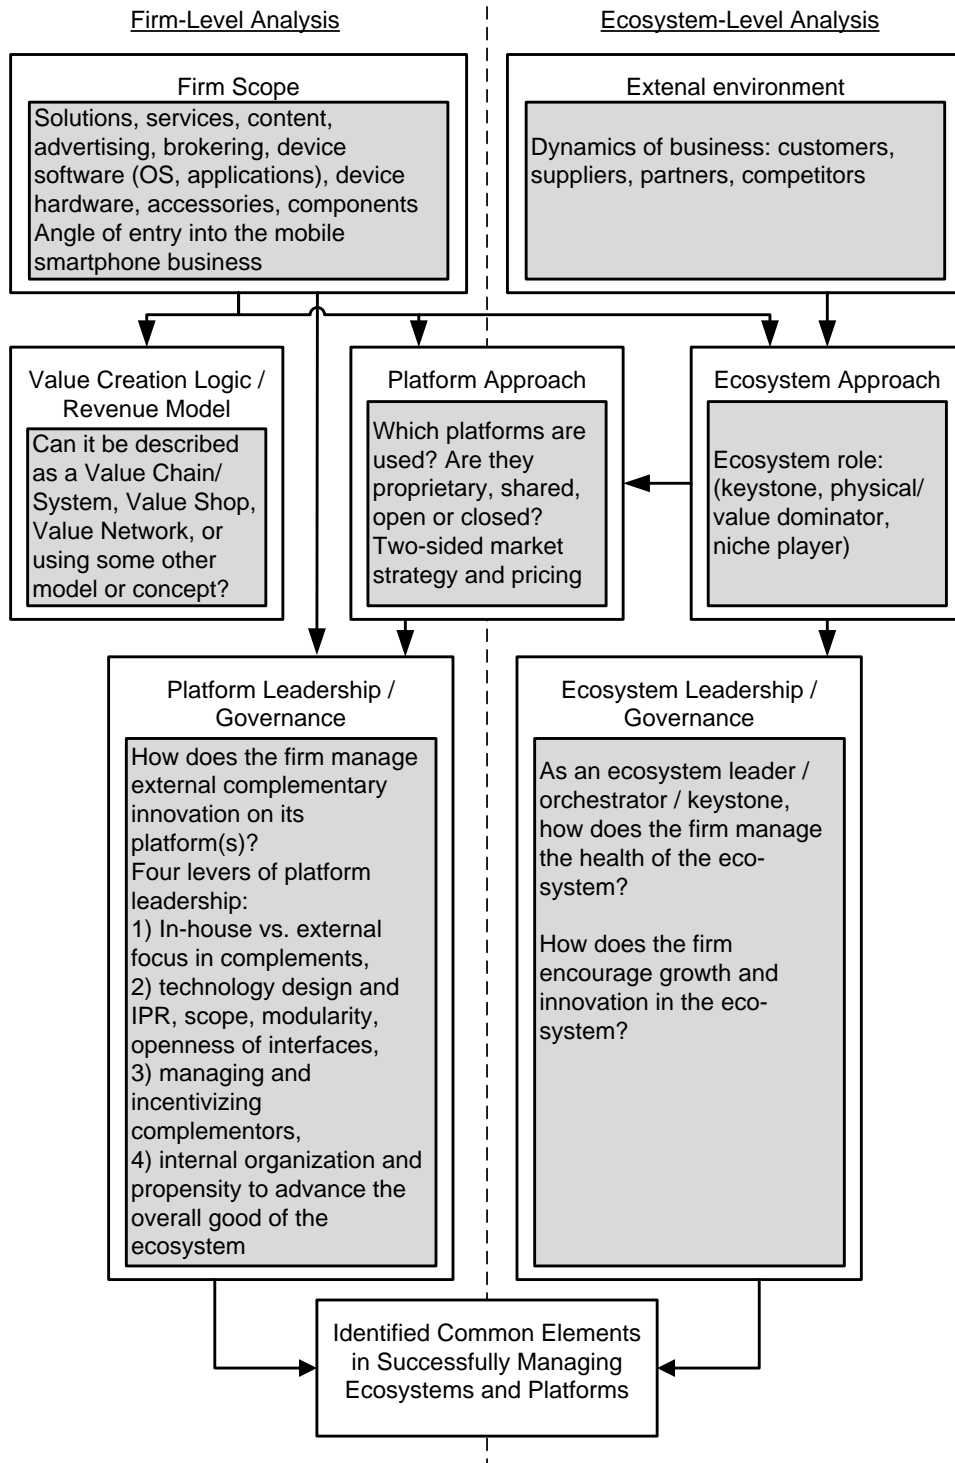 Firm-Level Analysis
Ecosystem-Level Analysis
Firm Scope
Solutions, services, content,
advertising, brokering, device
software (OS, applications), device
hardware, accessories, components
Angle of entry into the mobile
smartphone business
Extenal environment
Dynamics of business: customers,
suppliers, partners, competitors
Value Creation Logic /
Revenue Model
Can it be described
as a Value Chain/
System, Value Shop,
Value Network, or
using some other
model or concept?
Platform Approach
Which platforms are
used? Are they
proprietary, shared,
open or closed?
Two-sided market
strategy and pricing
Ecosystem Approach
Ecosystem role:
(keystone, physical/
value dominator,
niche player)
Platform Leadership /
Governance
How does the firm manage
external complementary
innovation on its
platform(s)?
Four levers of platform
leadership:
1) In-house vs. external
focus in complements,
2) technology design and
IPR, scope, modularity,
openness of interfaces,
3) managing and
incentivizing
complementors,
4) internal organization and
propensity to advance the
overall good of the
ecosystem
Ecosystem Leadership /
Governance
As an ecosystem leader /
orchestrator / keystone,
how does the firm manage
the health of the eco-
system?
How does the firm
encourage growth and
innovation in the eco-
system?
Identified Common Elements
in Successfully Managing
Ecosystems and Platforms